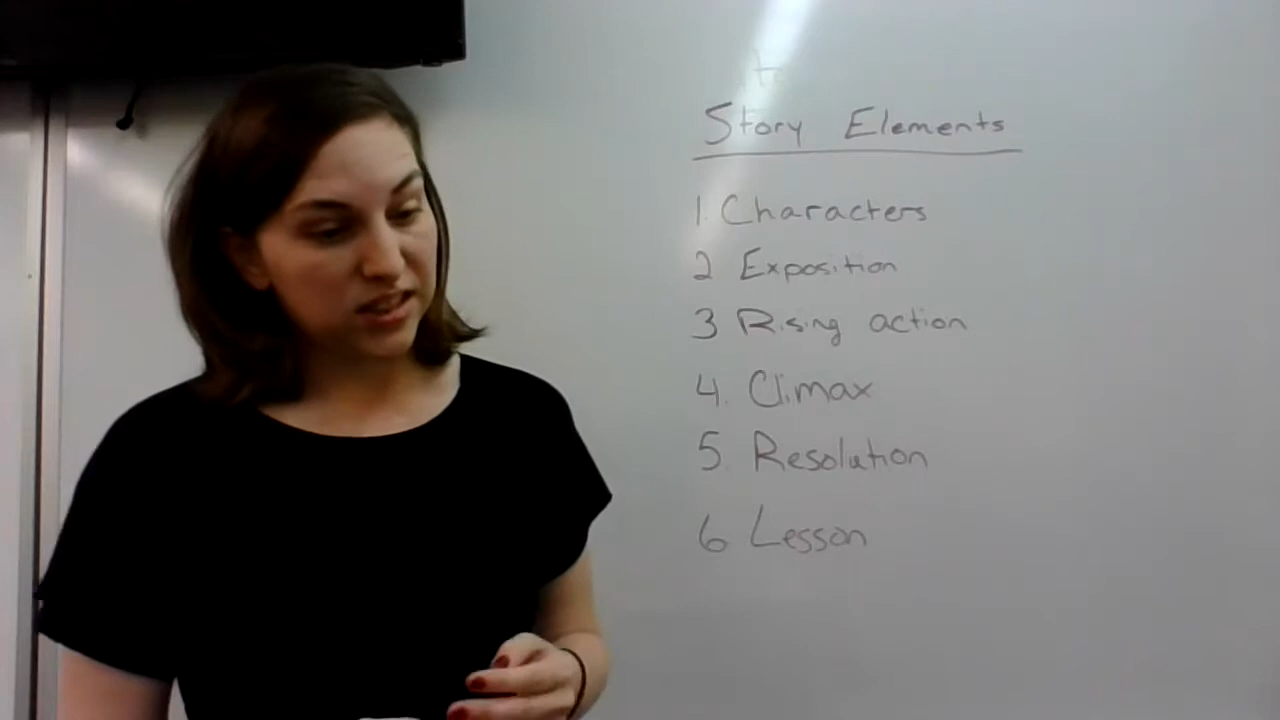 Story Elements
1. Characters
2 Exposition
3 Rising action
4. Climax
5. Resolution
6 Lesson